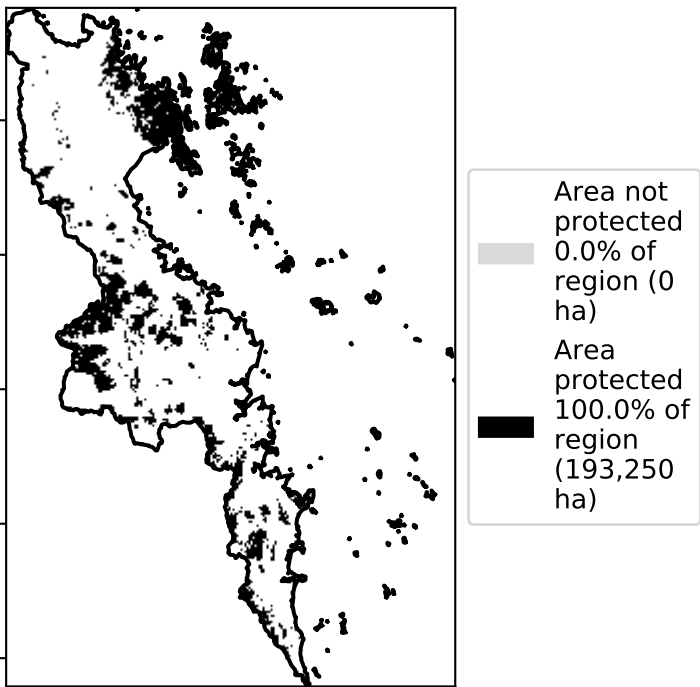 Area not
protected
0.0% of
region (0
ha)
Area
protected
100.0% of
region
(193,250
ha)